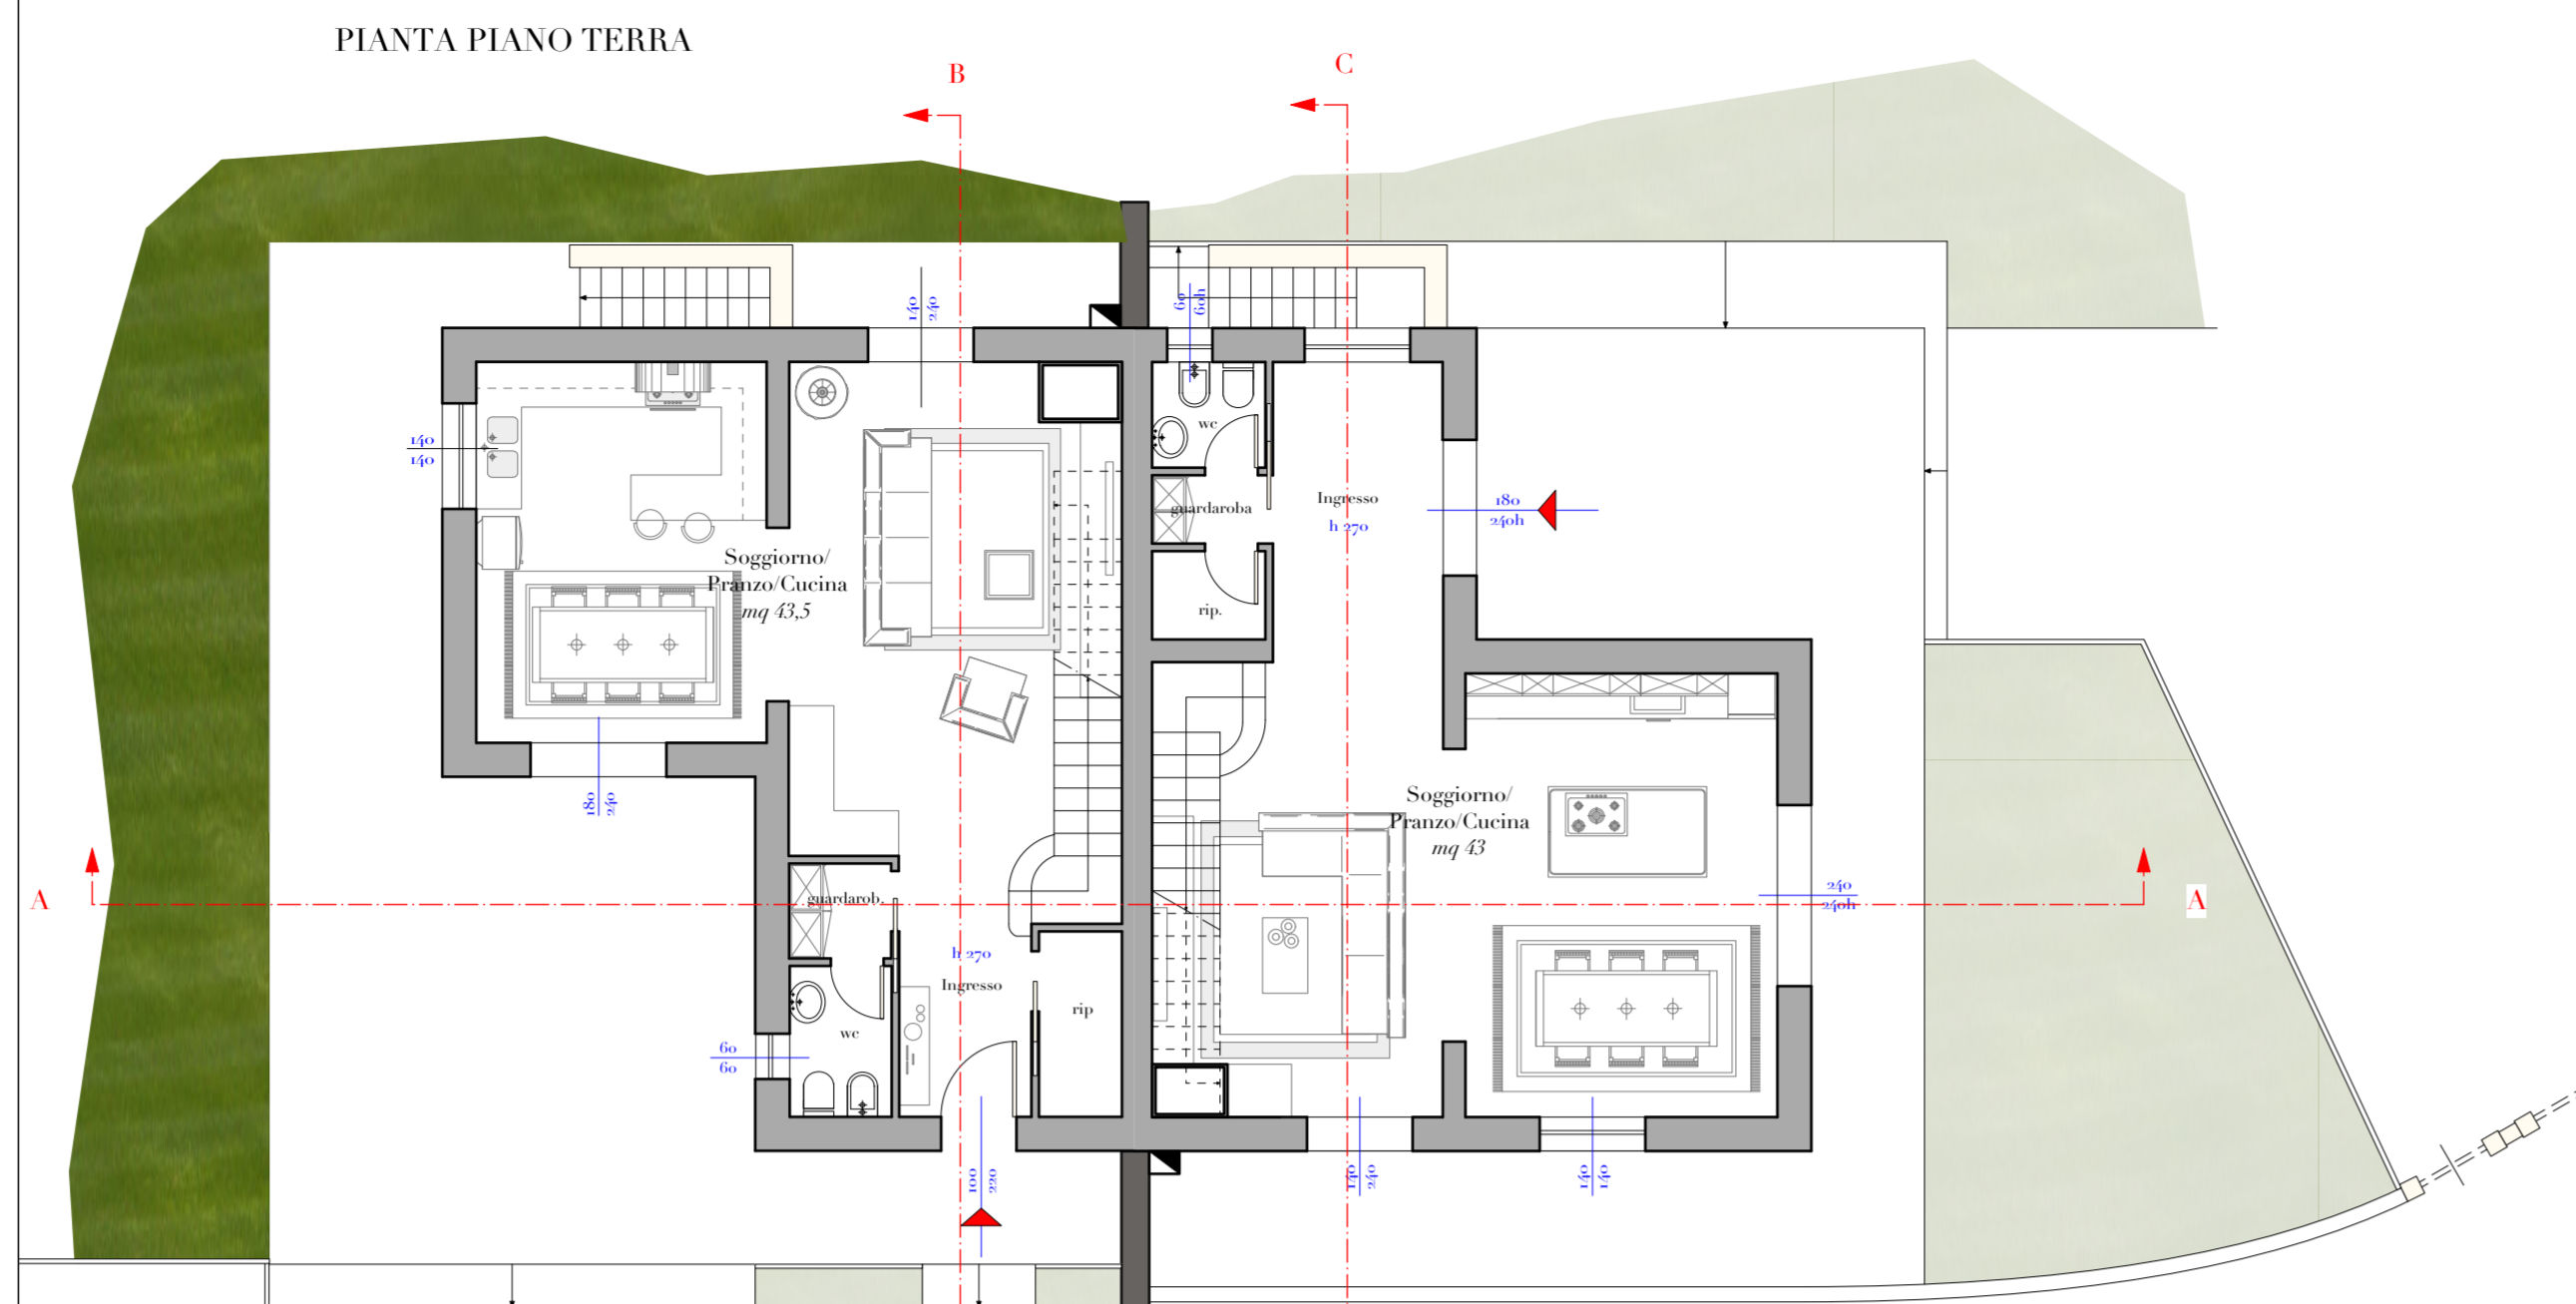 PIANTA PIANO TERRA
B
C
140
240
60
60h
140
140
wc
guardaroba
Ingresso
h 270
180
240h
rip.
Soggiorno/
Pranzo/Cucina
mq 43,5
180
240
Soggiorno/
Pranzo/Cucina
mq 43
A
guardarob.
240
240h
A
h 270
Ingresso
rip
wc
60
60
100
220
140
240
140
140